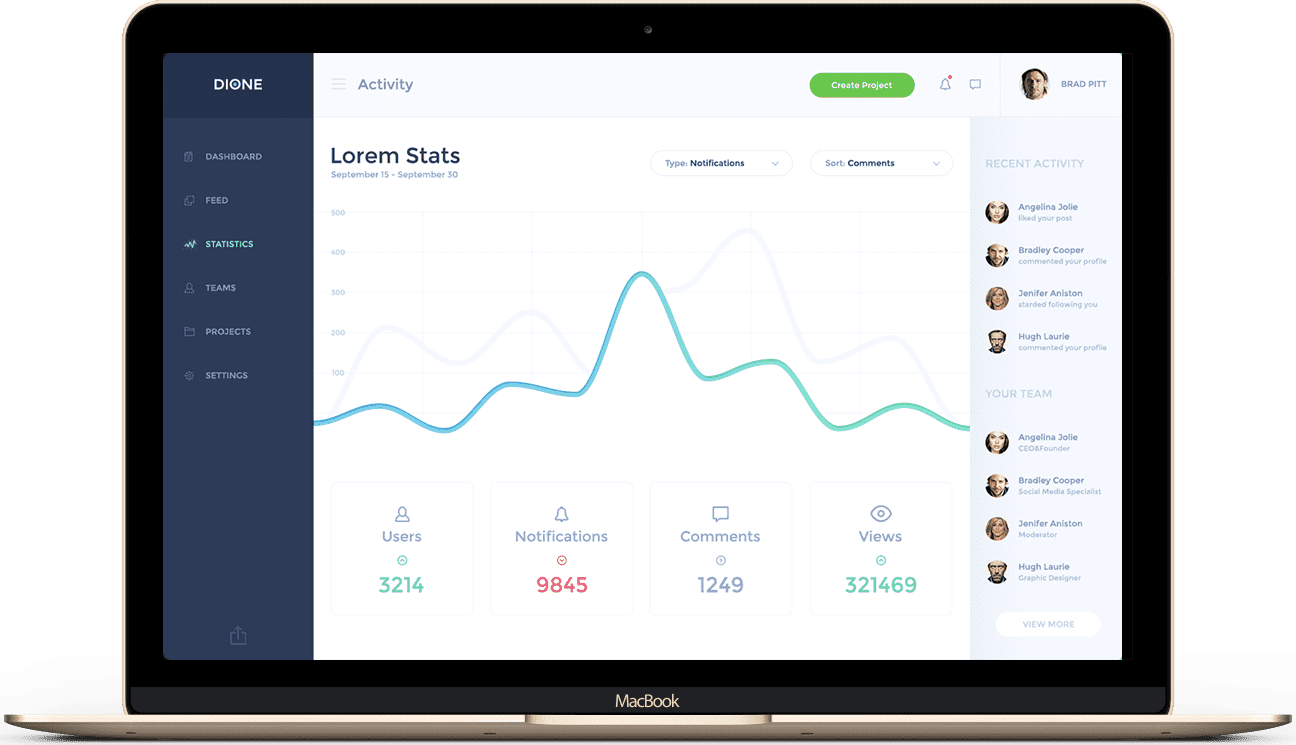 DIONE
Activity
Create Project
BRAD PITT
DASHBOARD
FEED
STATISTICS
TEAMS
PROJECTS
SETTINGS
Lorem Stats
September 15 - September 30
Type: Notifications
Sort: Comments
500
400
300
200
100
Users
3214
Notifications
9845
Comments
1249
Views
321469
RECENT ACTIVITY
Angelina Jolie
liked your post
Bradley Cooper
commented your profile
Jenifer Aniston
starded following you
Hugh Laurie
commented your profile
YOUR TEAM
Angelina Jolie
CEO&Founder
Bradley Cooper
Social Media Specialist
Jenifer Aniston
Moderator
Hugh Laurie
Graphic Designer
VIEW MORE
MacBook